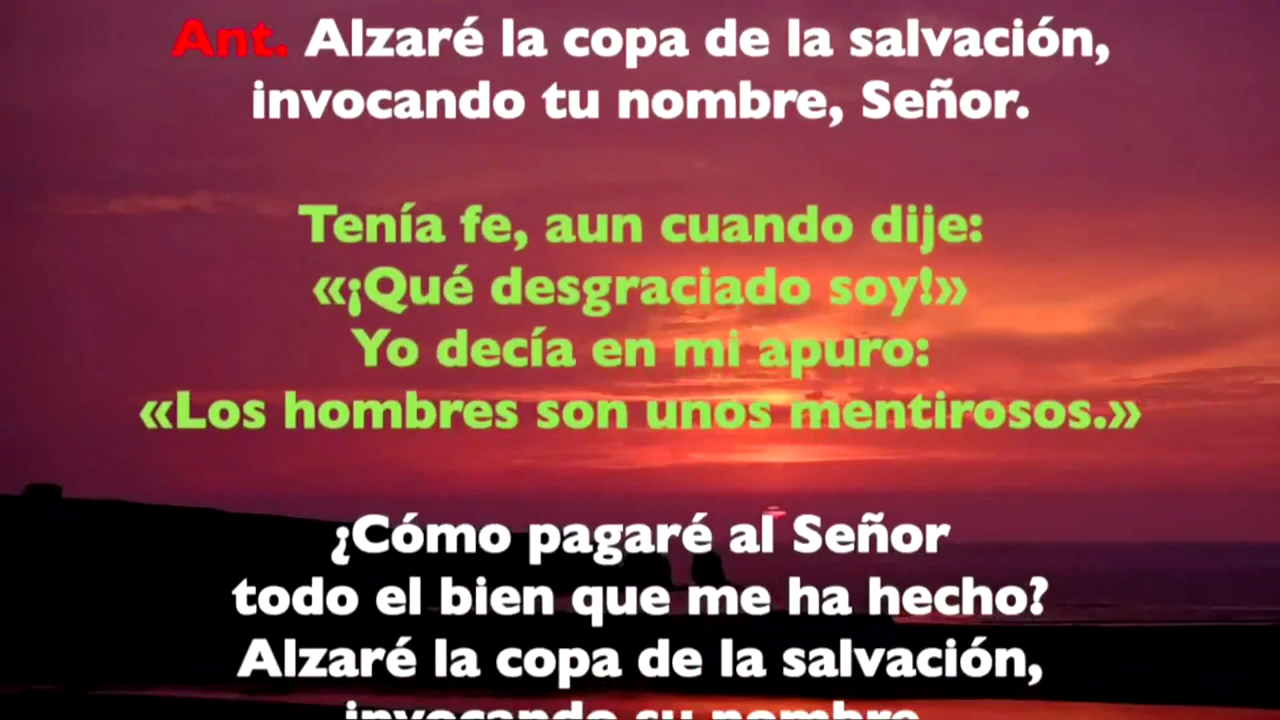 Ant. Alzaré la copa de la salvación,
invocando tu nombre, Señor.
Tenía fe, aun cuando dije:
«¡Qué desgraciado soy!»
Yo decía en mi apuro:
«Los hombres son unos mentirosos.»
¿Cómo pagaré al Señor
todo el bien que me ha hecho?
Alzaré la copa de la salvación,
invocando su nombre